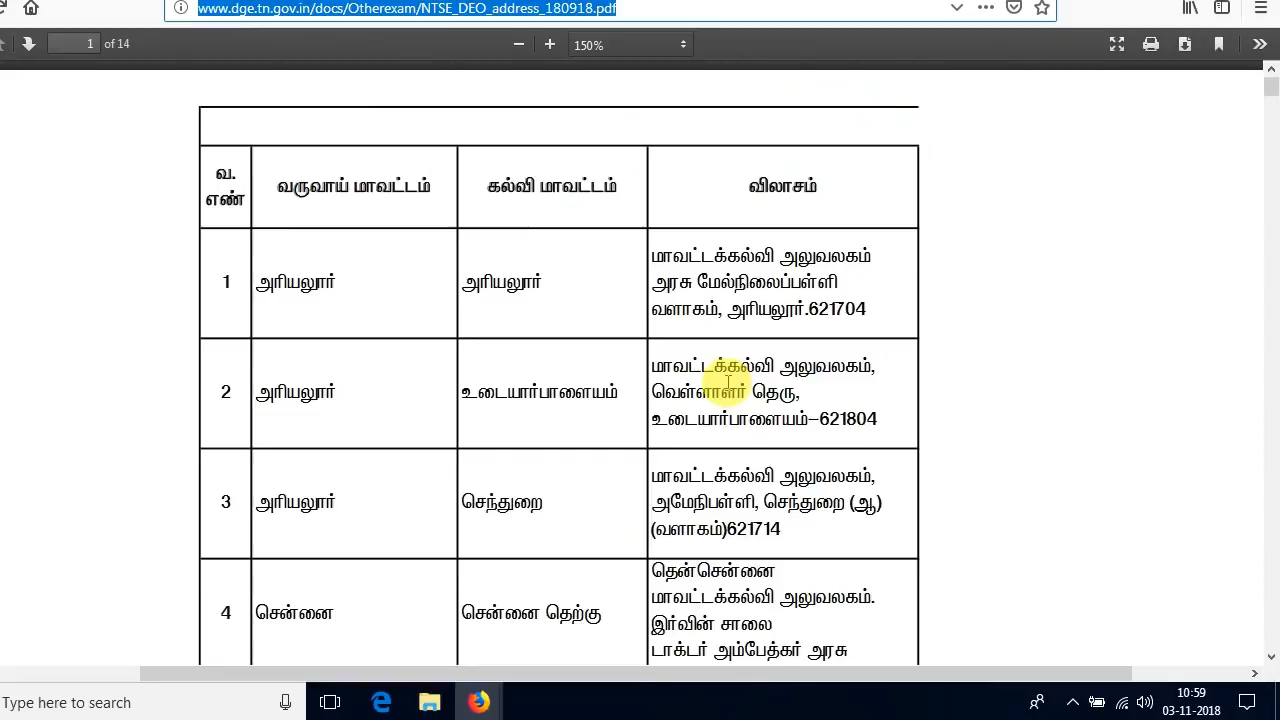 www.dge.tn.gov.in/docs/Otherexam/NTSE_DEO_address_180918.pdf
1 of 14
150%
வ.
எண்
வருவாய் மாவட்டம்
கல்வி மாவட்டம்
விலாசம்
1
அரியலூர்
அரியலூர்
மாவட்டக்கல்வி அலுவலகம்
அரசு மேல்நிலைப்பள்ளி
வளாகம், அரியலூர்.621704
2
அரியலூர்
உடையார்பாளையம்
மாவட்டக்கல்வி அலுவலகம்,
வெள்ளாளர் தெரு,
உடையார்பாளையம்-621804
3
அரியலூர்
செந்துறை
மாவட்டக்கல்வி அலுவலகம்,
அமேநிபள்ளி, செந்துறை (ஆ)
(வளாகம்)621714
4
சென்னை
சென்னை தெற்கு
தென்சென்னை
மாவட்டக்கல்வி அலுவலகம்.
இர்வின் சாலை
டாக்டர் அம்பேத்கர் அரசு
Type here to search
10:59
03-11-2018